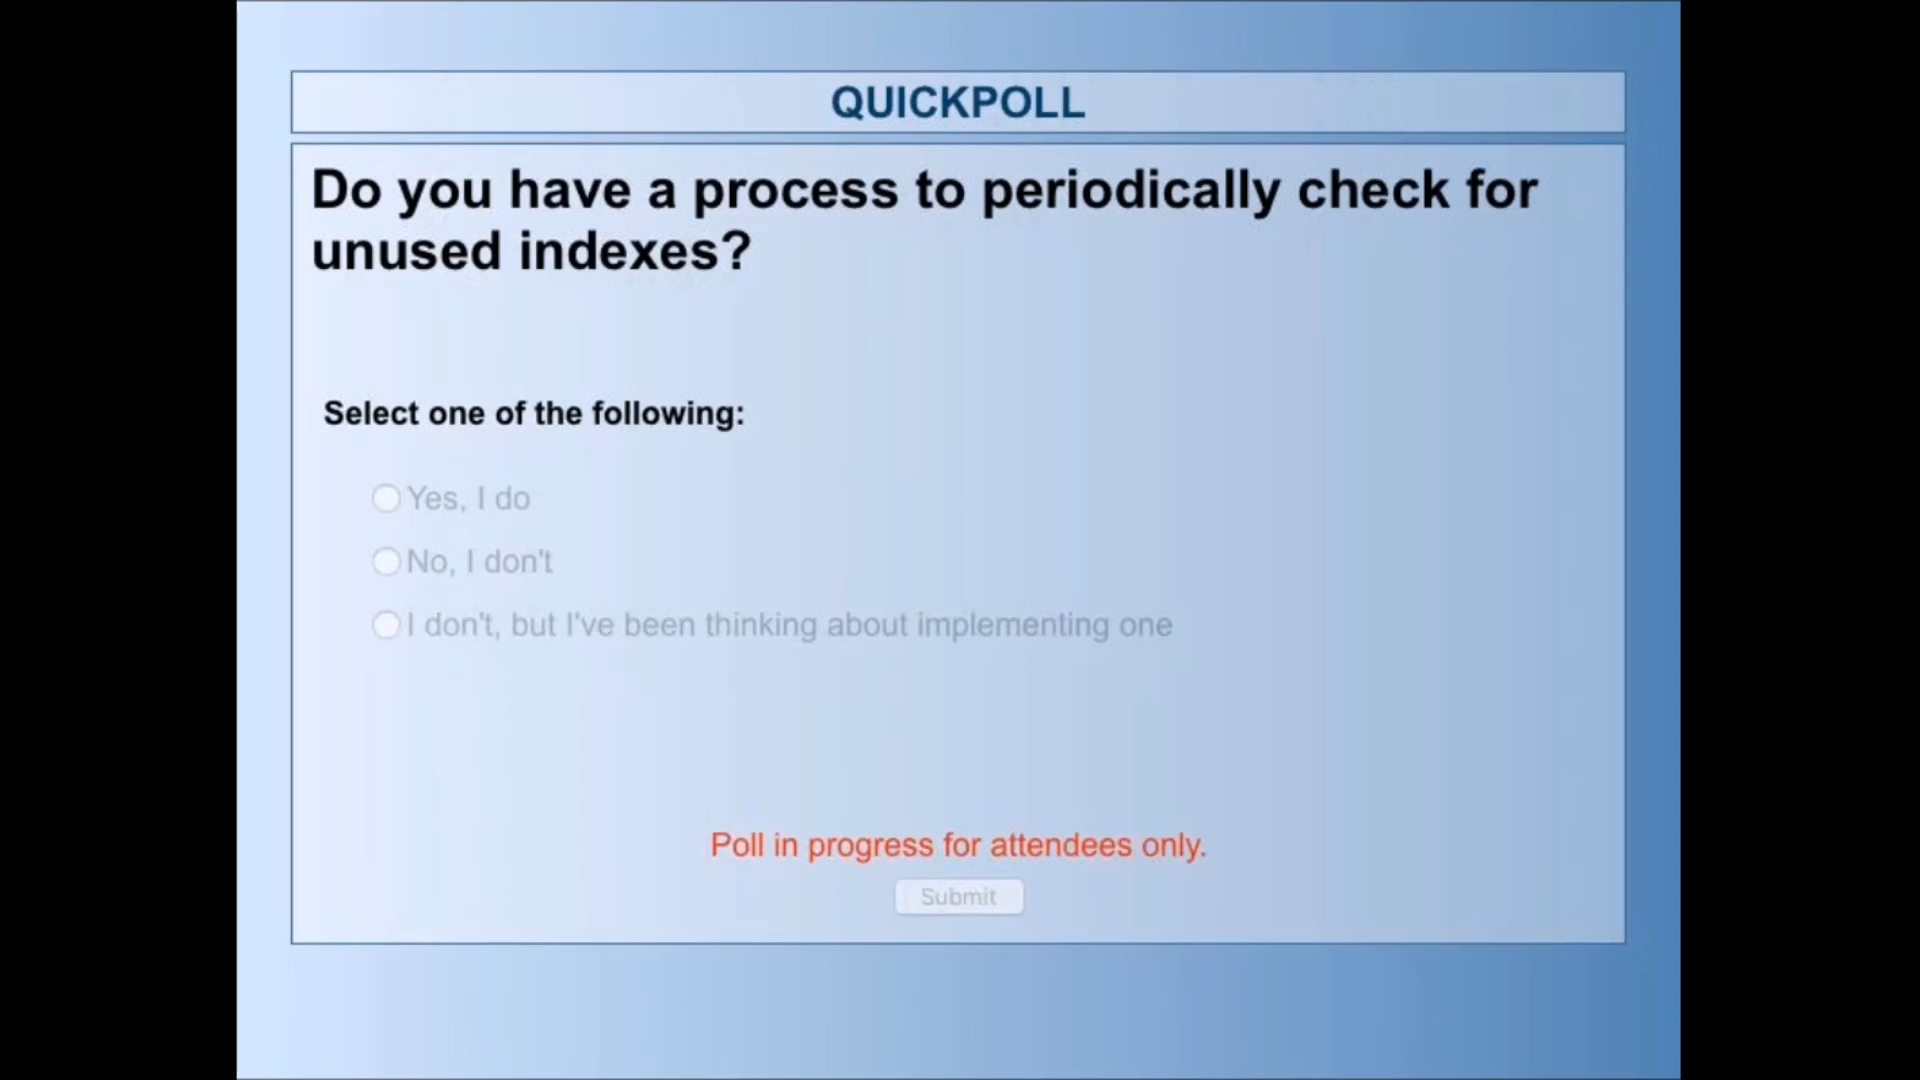 QUICKPOLL
Do you have a process to periodically check for
unused indexes?
Select one of the following:
Yes, I do
No, I don't
I don't, but I've been thinking about implementing one
Poll in progress for attendees only.
Submit